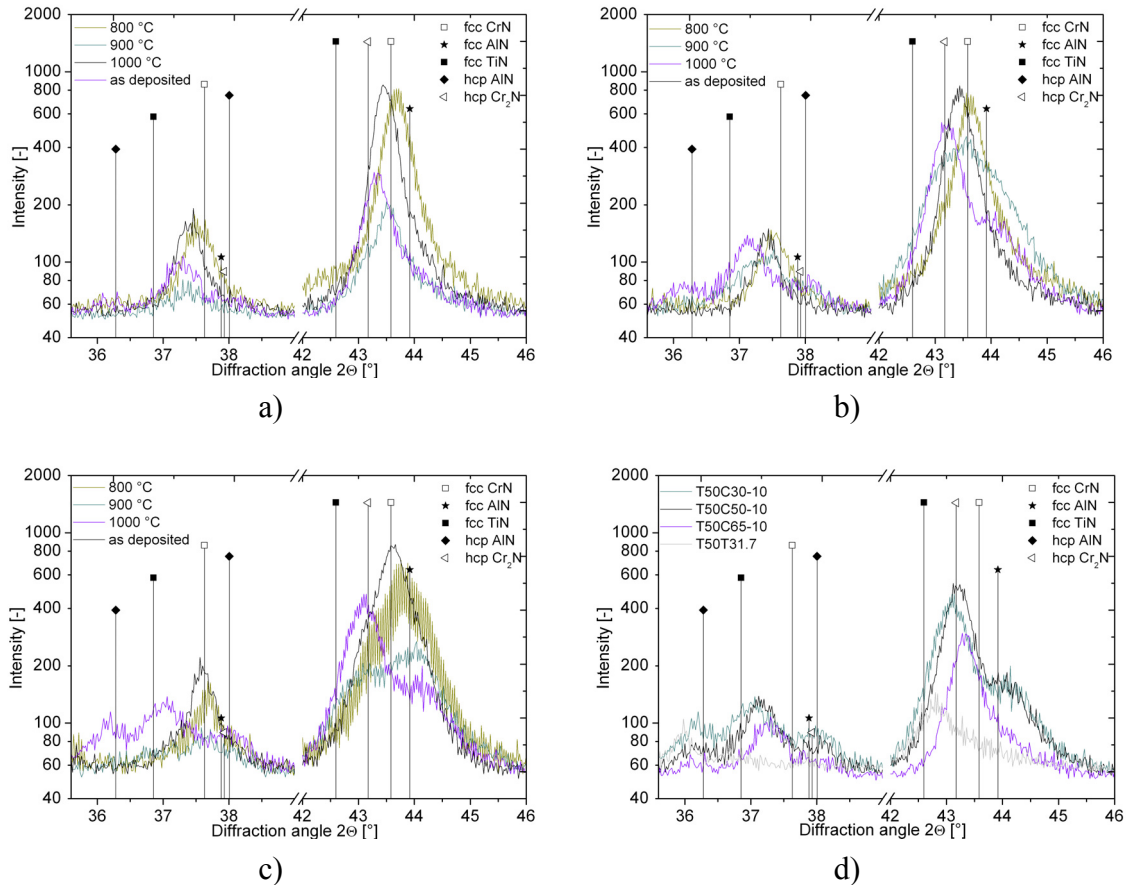 2000
1000
800
600
400
200
100
80
60
40
Intensity [-]
800 °C
900 °C
1000 °C
as deposited
fcc CrN
fcc AlN
fcc TiN
hcp AlN
hcp Cr₂N
36 37 38 42 43 44 45 46
Diffraction angle 2Θ [°]
a)
2000
1000
800
600
400
200
100
80
60
40
Intensity [-]
800 °C
900 °C
1000 °C
as deposited
fcc CrN
fcc AlN
fcc TiN
hcp AlN
hcp Cr₂N
36 37 38 42 43 44 45 46
Diffraction angle 2Θ [°]
b)
2000
1000
800
600
400
200
100
80
60
40
Intensity [-]
800 °C
900 °C
1000 °C
as deposited
fcc CrN
fcc AlN
fcc TiN
hcp AlN
hcp Cr₂N
36 37 38 42 43 44 45 46
Diffraction angle 2Θ [°]
c)
2000
1000
800
600
400
200
100
80
60
40
Intensity [-]
T50C30-10
T50C50-10
T50C65-10
T50T31.7
fcc CrN
fcc AlN
fcc TiN
hcp AlN
hcp Cr₂N
36 37 38 42 43 44 45 46
Diffraction angle 2Θ [°]
d)